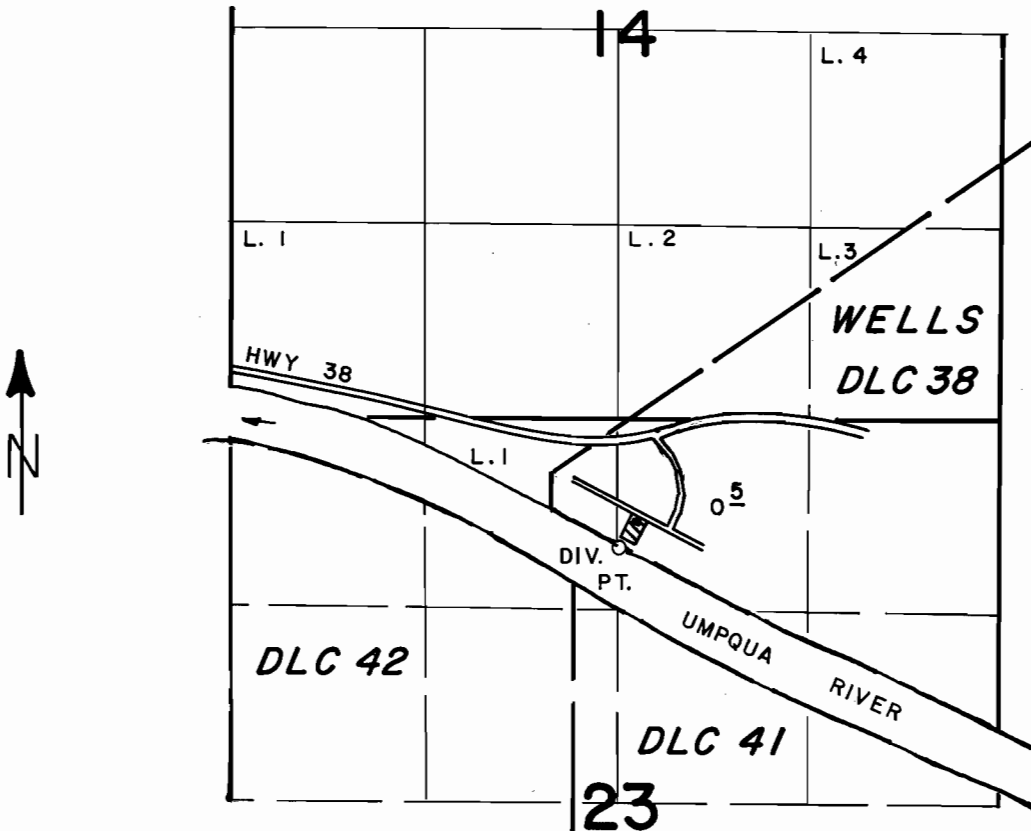 14
L. 4
L. 1
L. 2
L. 3
WELLS
DLC 38
HWY 38
N
L. 1
0 5
DIV.
PT.
UMPQUA
RIVER
DLC 42
DLC 41
23